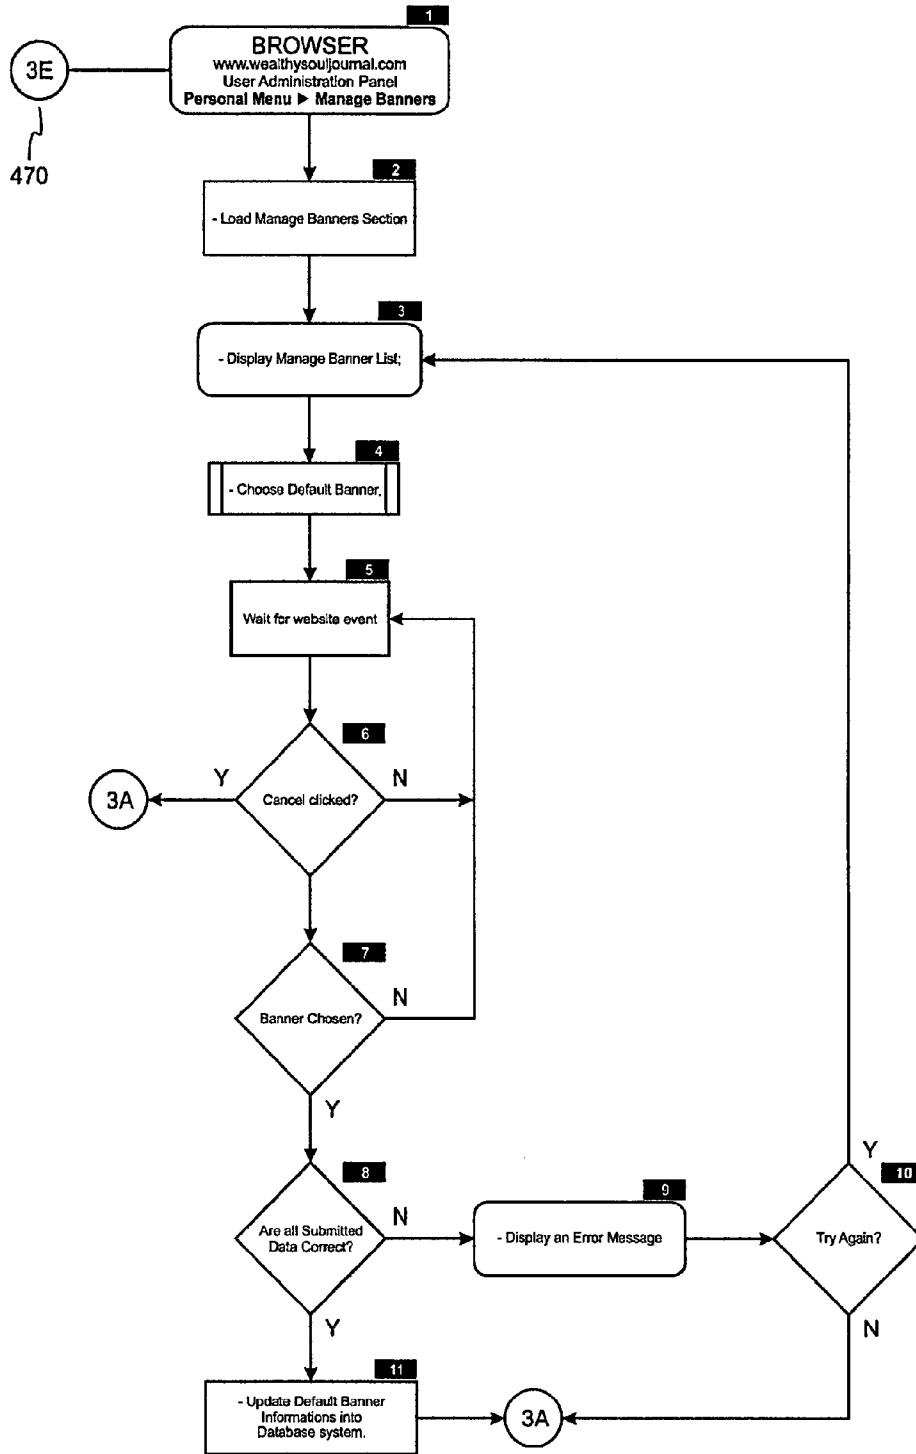 1
BROWSER
www.wealthysouljournal.com
User Administration Panel
Personal Menu ▶ Manage Banners
3E
470
2
- Load Manage Banners Section
3
- Display Manage Banner List;
4
- Choose Default Banner,
5
Wait for website event
6
Y
N
Cancel clicked?
3A
7
N
Banner Chosen?
Y
8
Are all Submitted
Data Correct?
N
9
- Display an Error Message
Y
10
Try Again?
N
Y
11
- Update Default Banner
Informations into
Database system.
3A